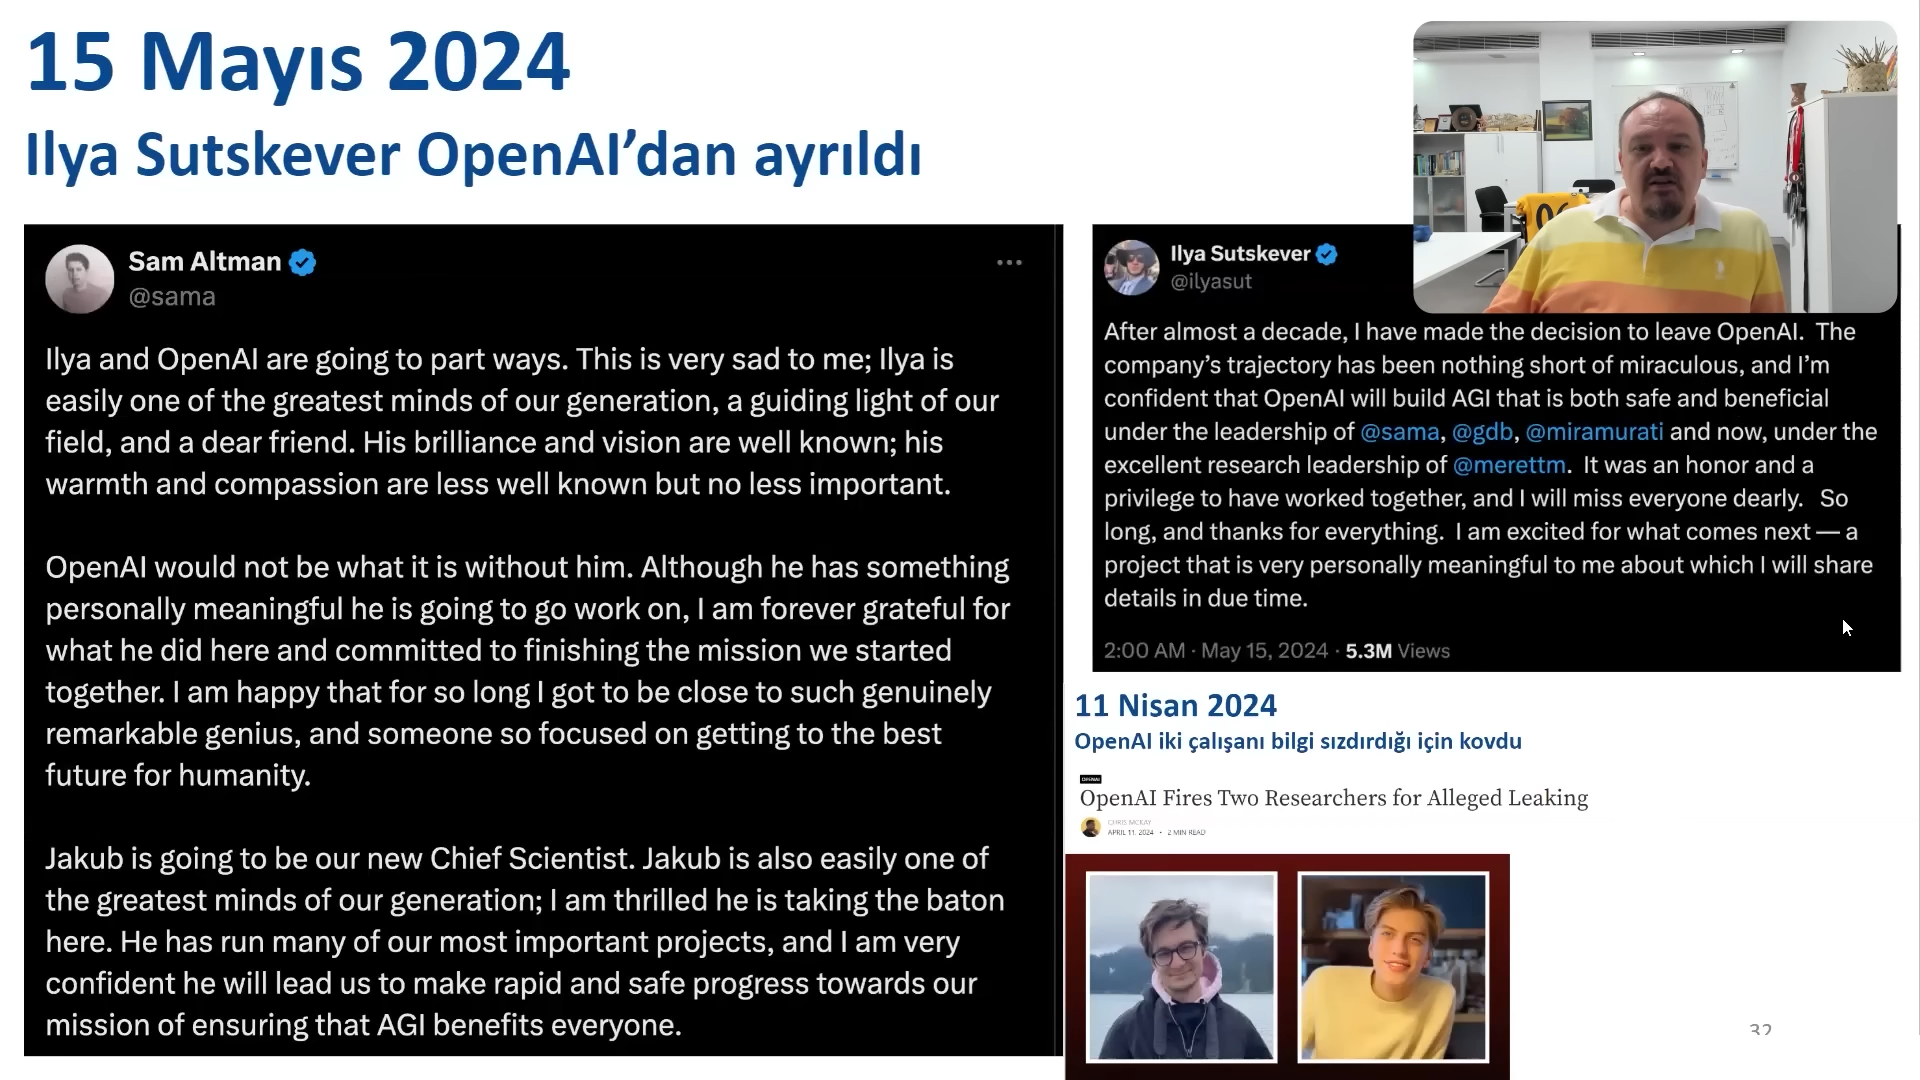 15 Mayıs 2024
Ilya Sutskever OpenAI’dan ayrıldı
Sam Altman
@sama
Ilya and OpenAI are going to part ways. This is very sad to me; Ilya is
easily one of the greatest minds of our generation, a guiding light of our
field, and a dear friend. His brilliance and vision are well known; his
warmth and compassion are less well known but no less important.
OpenAI would not be what it is without him. Although he has something
personally meaningful he is going to go work on, I am forever grateful for
what he did here and committed to finishing the mission we started
together. I am happy that for so long I got to be close to such genuinely
remarkable genius, and someone so focused on getting to the best
future for humanity.
Jakub is going to be our new Chief Scientist. Jakub is also easily one of
the greatest minds of our generation; I am thrilled he is taking the baton
here. He has run many of our most important projects, and I am very
confident he will lead us to make rapid and safe progress towards our
mission of ensuring that AGI benefits everyone.
Ilya Sutskever
@ilyasut
After almost a decade, I have made the decision to leave OpenAI.  The
company’s trajectory has been nothing short of miraculous, and I’m
confident that OpenAI will build AGI that is both safe and beneficial
under the leadership of @sama, @gdb, @miramurati and now, under the
excellent research leadership of @merettm.  It was an honor and a
privilege to have worked together, and I will miss everyone dearly.   So
long, and thanks for everything.  I am excited for what comes next — a
project that is very personally meaningful to me about which I will share
details in due time.
2:00 AM · May 15, 2024 · 5.3M Views
11 Nisan 2024
OpenAI iki çalışanı bilgi sızdırdığı için kovdu
OPENAI
OpenAI Fires Two Researchers for Alleged Leaking
CHRIS MCKAY
APRIL 11, 2024 • 2 MIN READ
32